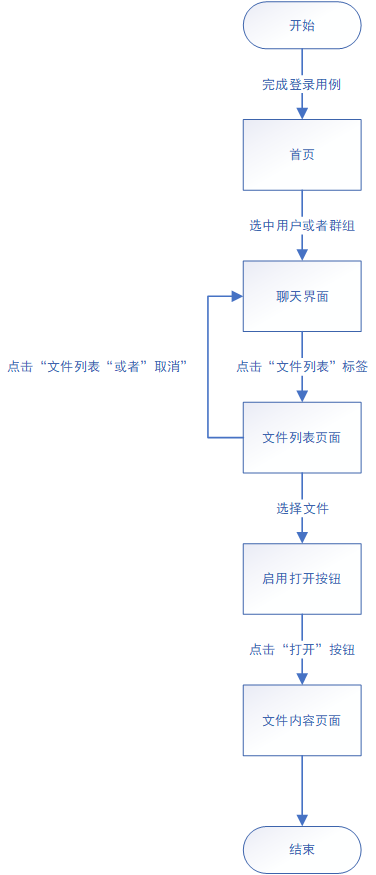 开始
完成登录用例
首页
选中用户或者群组
聊天界面
点击“文件列表“或者”取消”
点击“文件列表”标签
文件列表页面
选择文件
启用打开按钮
点击“打开”按钮
文件内容页面
结束